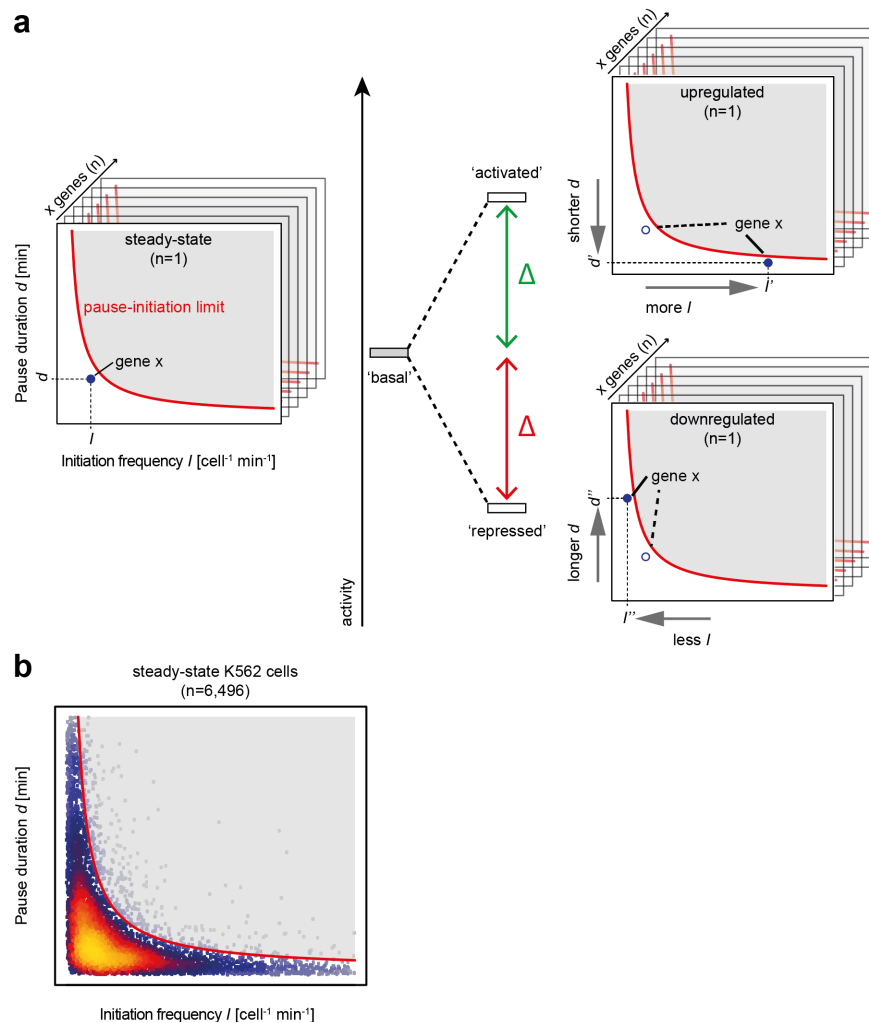 a
x genes (n)
steady-state
(n=1)
pause-initiation limit
gene x
Pause duration d [min]
d
I
Initiation frequency I [cell⁻¹ min⁻¹]
activity
'basal'
'activated'
Δ
Δ
'repressed'
x genes (n)
upregulated
(n=1)
gene x
shorter d
d'
I'
more I
x genes (n)
downregulated
(n=1)
gene x
longer d
d''
I''
less I
b
steady-state K562 cells
(n=6,496)
Pause duration d [min]
Initiation frequency I [cell⁻¹ min⁻¹]